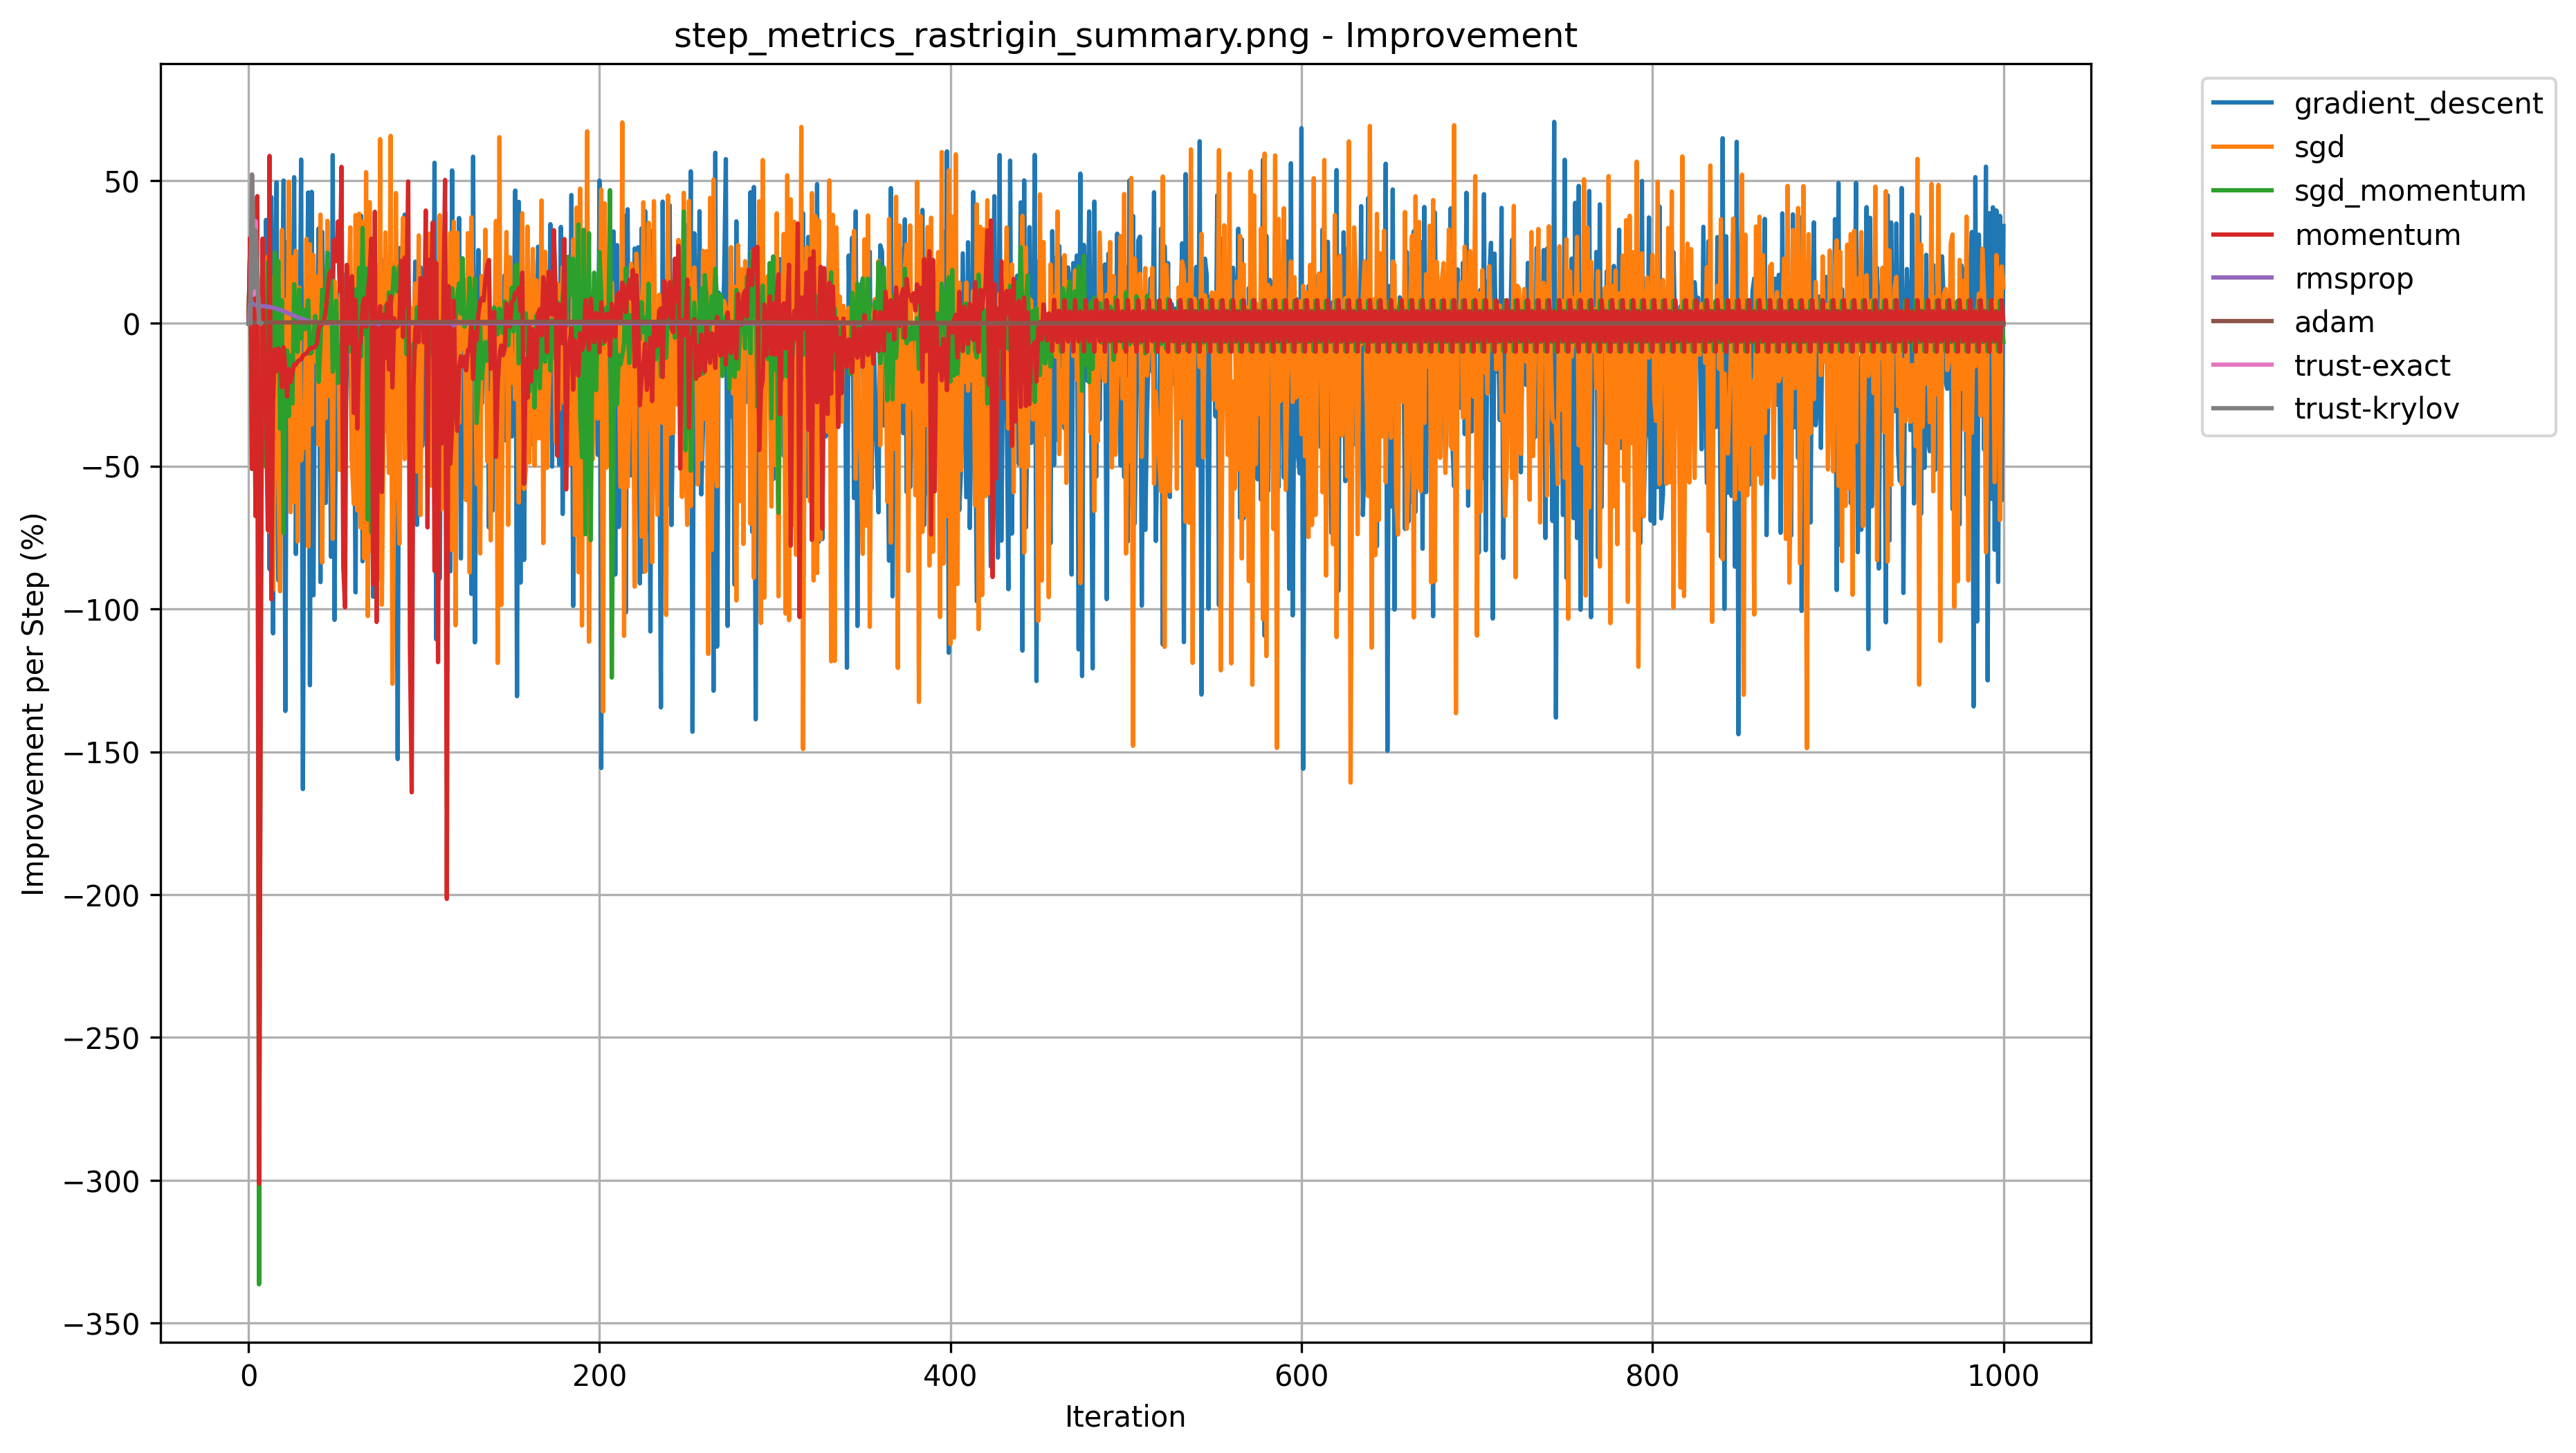 step_metrics_rastrigin_summary.png - Improvement
Improvement per Step (%)
50
0
−50
−100
−150
−200
−250
−300
−350
0
200
400
600
800
1000
Iteration
gradient_descent
sgd
sgd_momentum
momentum
rmsprop
adam
trust-exact
trust-krylov